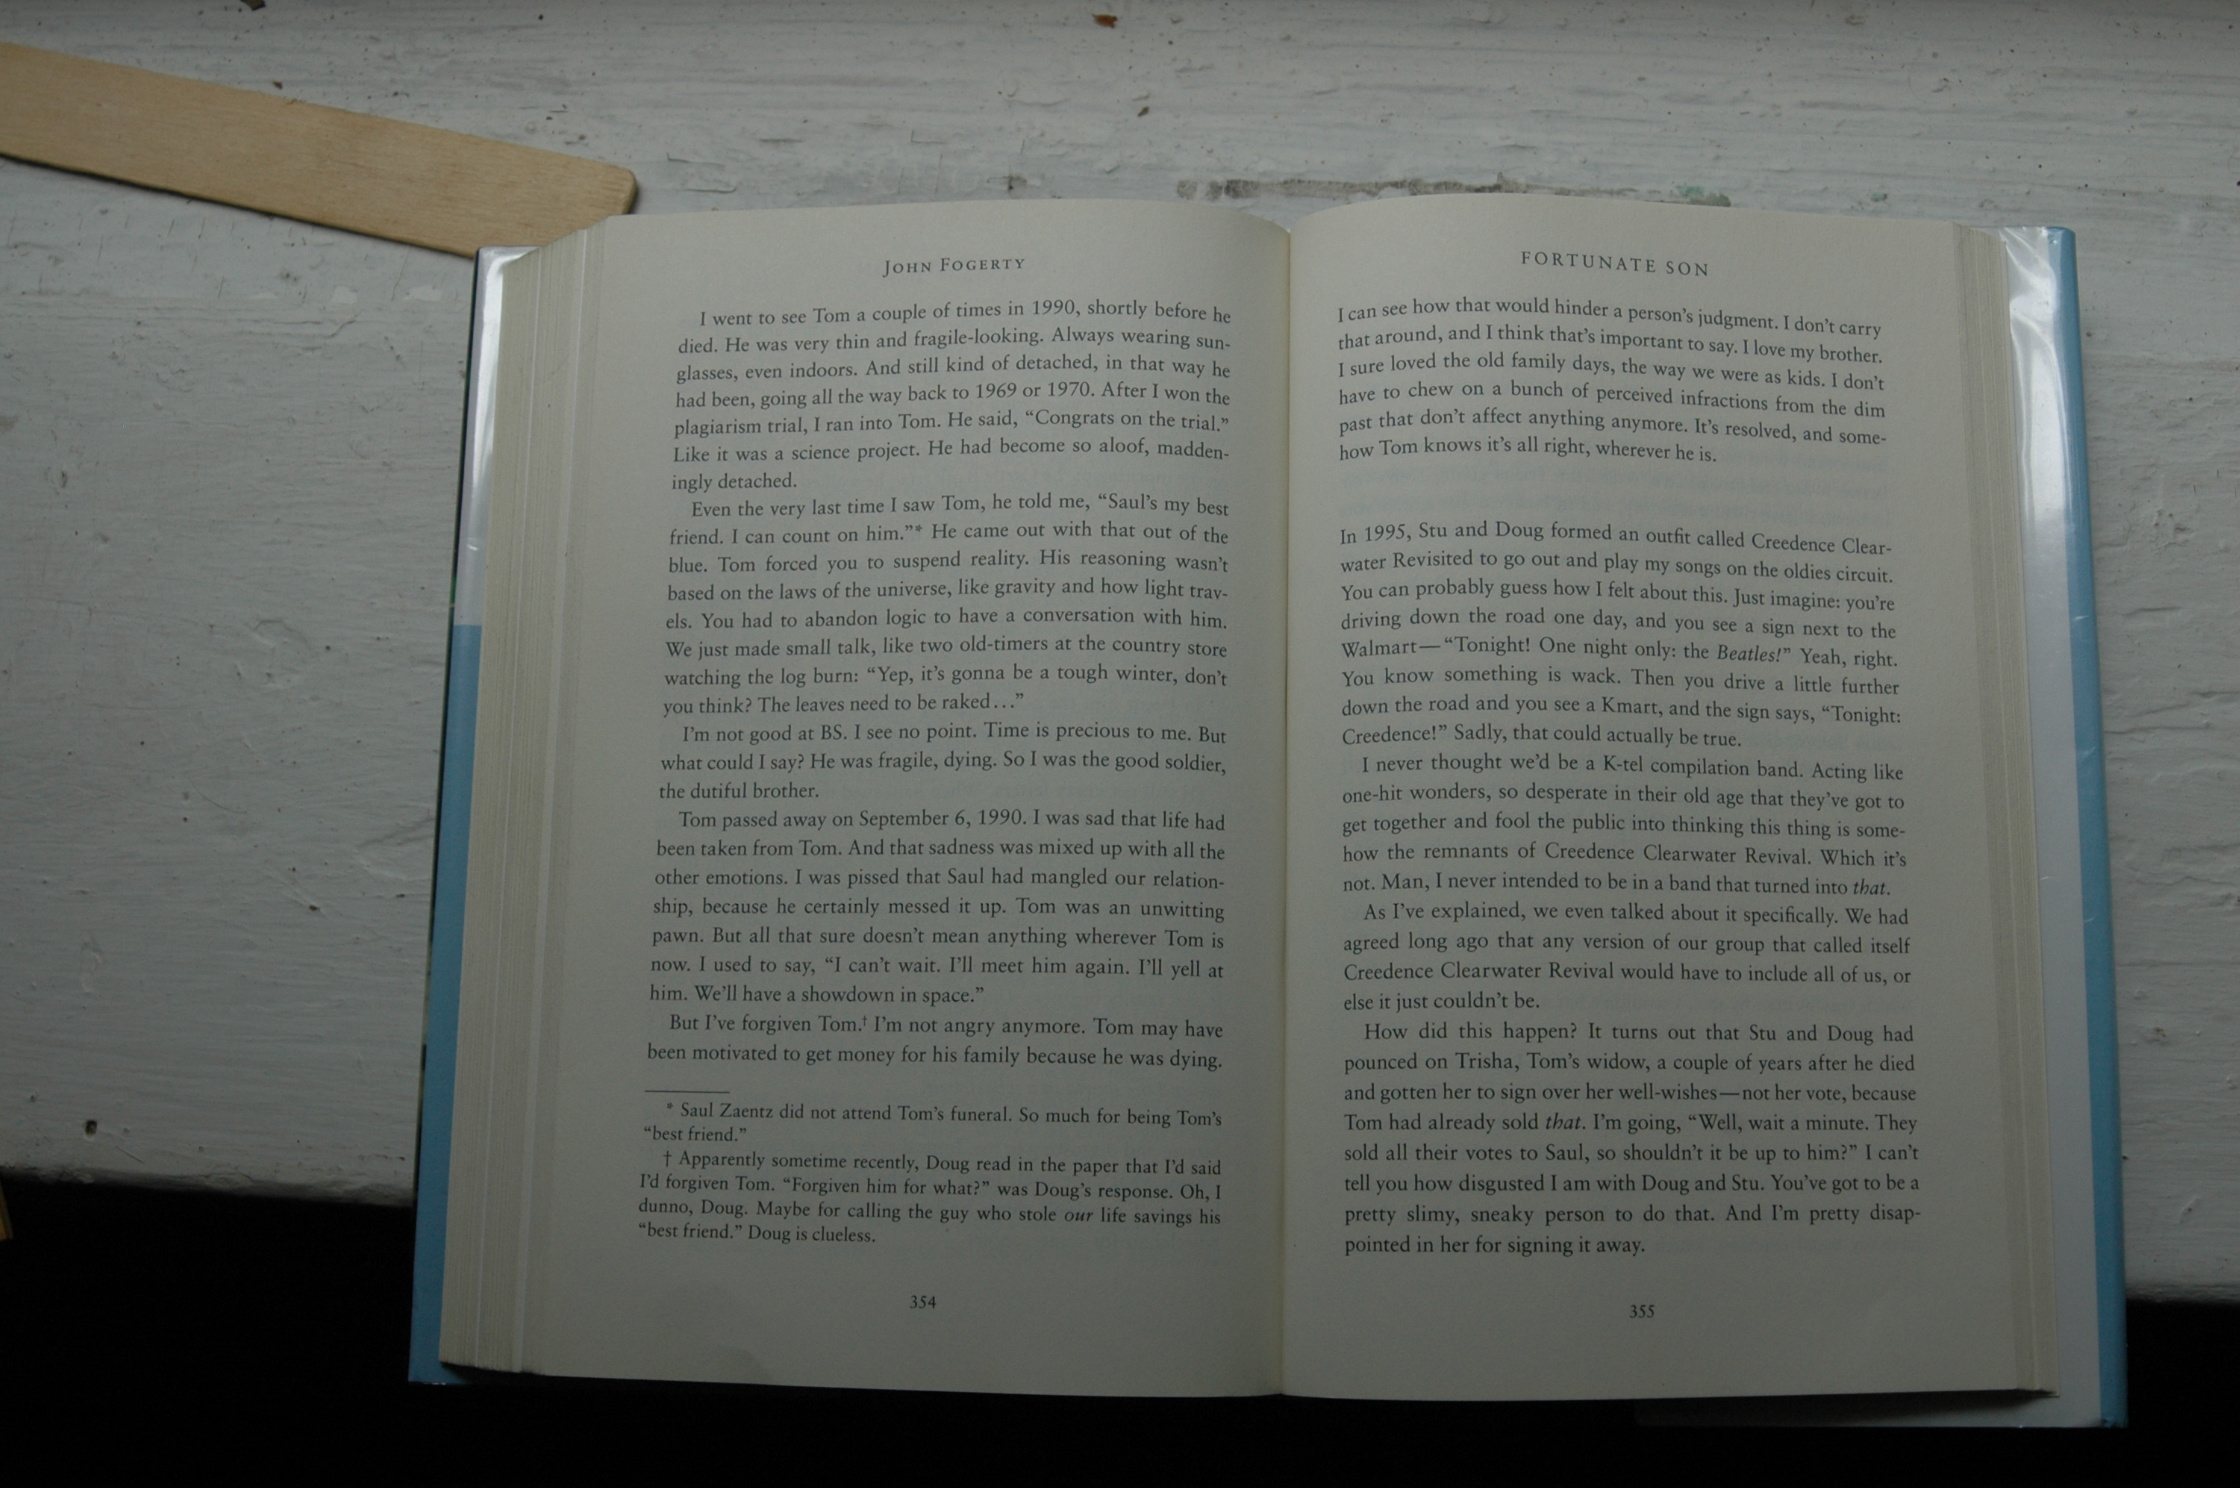 JOHN FOGERTY
I went to see Tom a couple of times in 1990, shortly before he
died. He was very thin and fragile-looking. Always wearing sun-
glasses, even indoors. And still kind of detached, in that way he
had been, going all the way back to 1969 or 1970. After I won the
plagiarism trial, I ran into Tom. He said, “Congrats on the trial.”
Like it was a science project. He had become so aloof, madden-
ingly detached.
Even the very last time I saw Tom, he told me, “Saul’s my best
friend. I can count on him.”* He came out with that out of the
blue. Tom forced you to suspend reality. His reasoning wasn’t
based on the laws of the universe, like gravity and how light trav-
els. You had to abandon logic to have a conversation with him.
We just made small talk, like two old-timers at the country store
watching the log burn: “Yep, it’s gonna be a tough winter, don’t
you think? The leaves need to be raked...”
I’m not good at BS. I see no point. Time is precious to me. But
what could I say? He was fragile, dying. So I was the good soldier,
the dutiful brother.
Tom passed away on September 6, 1990. I was sad that life had
been taken from Tom. And that sadness was mixed up with all the
other emotions. I was pissed that Saul had mangled our relation-
ship, because he certainly messed it up. Tom was an unwitting
pawn. But all that sure doesn’t mean anything wherever Tom is
now. I used to say, “I can’t wait. I’ll meet him again. I’ll yell at
him. We’ll have a showdown in space.”
But I’ve forgiven Tom.† I’m not angry anymore. Tom may have
been motivated to get money for his family because he was dying.
* Saul Zaentz did not attend Tom’s funeral. So much for being Tom’s
“best friend.”
† Apparently sometime recently, Doug read in the paper that I’d said
I’d forgiven Tom. “Forgiven him for what?” was Doug’s response. Oh, I
dunno, Doug. Maybe for calling the guy who stole our life savings his
“best friend.” Doug is clueless.
354
FORTUNATE SON
I can see how that would hinder a person’s judgment. I don’t carry
that around, and I think that’s important to say. I love my brother.
I sure loved the old family days, the way we were as kids. I don’t
have to chew on a bunch of perceived infractions from the dim
past that don’t affect anything anymore. It’s resolved, and some-
how Tom knows it’s all right, wherever he is.
In 1995, Stu and Doug formed an outfit called Creedence Clear-
water Revisited to go out and play my songs on the oldies circuit.
You can probably guess how I felt about this. Just imagine: you’re
driving down the road one day, and you see a sign next to the
Walmart—“Tonight! One night only: the Beatles!” Yeah, right.
You know something is wack. Then you drive a little further
down the road and you see a Kmart, and the sign says, “Tonight:
Creedence!” Sadly, that could actually be true.
I never thought we’d be a K-tel compilation band. Acting like
one-hit wonders, so desperate in their old age that they’ve got to
get together and fool the public into thinking this thing is some-
how the remnants of Creedence Clearwater Revival. Which it’s
not. Man, I never intended to be in a band that turned into that.
As I’ve explained, we even talked about it specifically. We had
agreed long ago that any version of our group that called itself
Creedence Clearwater Revival would have to include all of us, or
else it just couldn’t be.
How did this happen? It turns out that Stu and Doug had
pounced on Trisha, Tom’s widow, a couple of years after he died
and gotten her to sign over her well-wishes—not her vote, because
Tom had already sold that. I’m going, “Well, wait a minute. They
sold all their votes to Saul, so shouldn’t it be up to him?” I can’t
tell you how disgusted I am with Doug and Stu. You’ve got to be a
pretty slimy, sneaky person to do that. And I’m pretty disap-
pointed in her for signing it away.
355